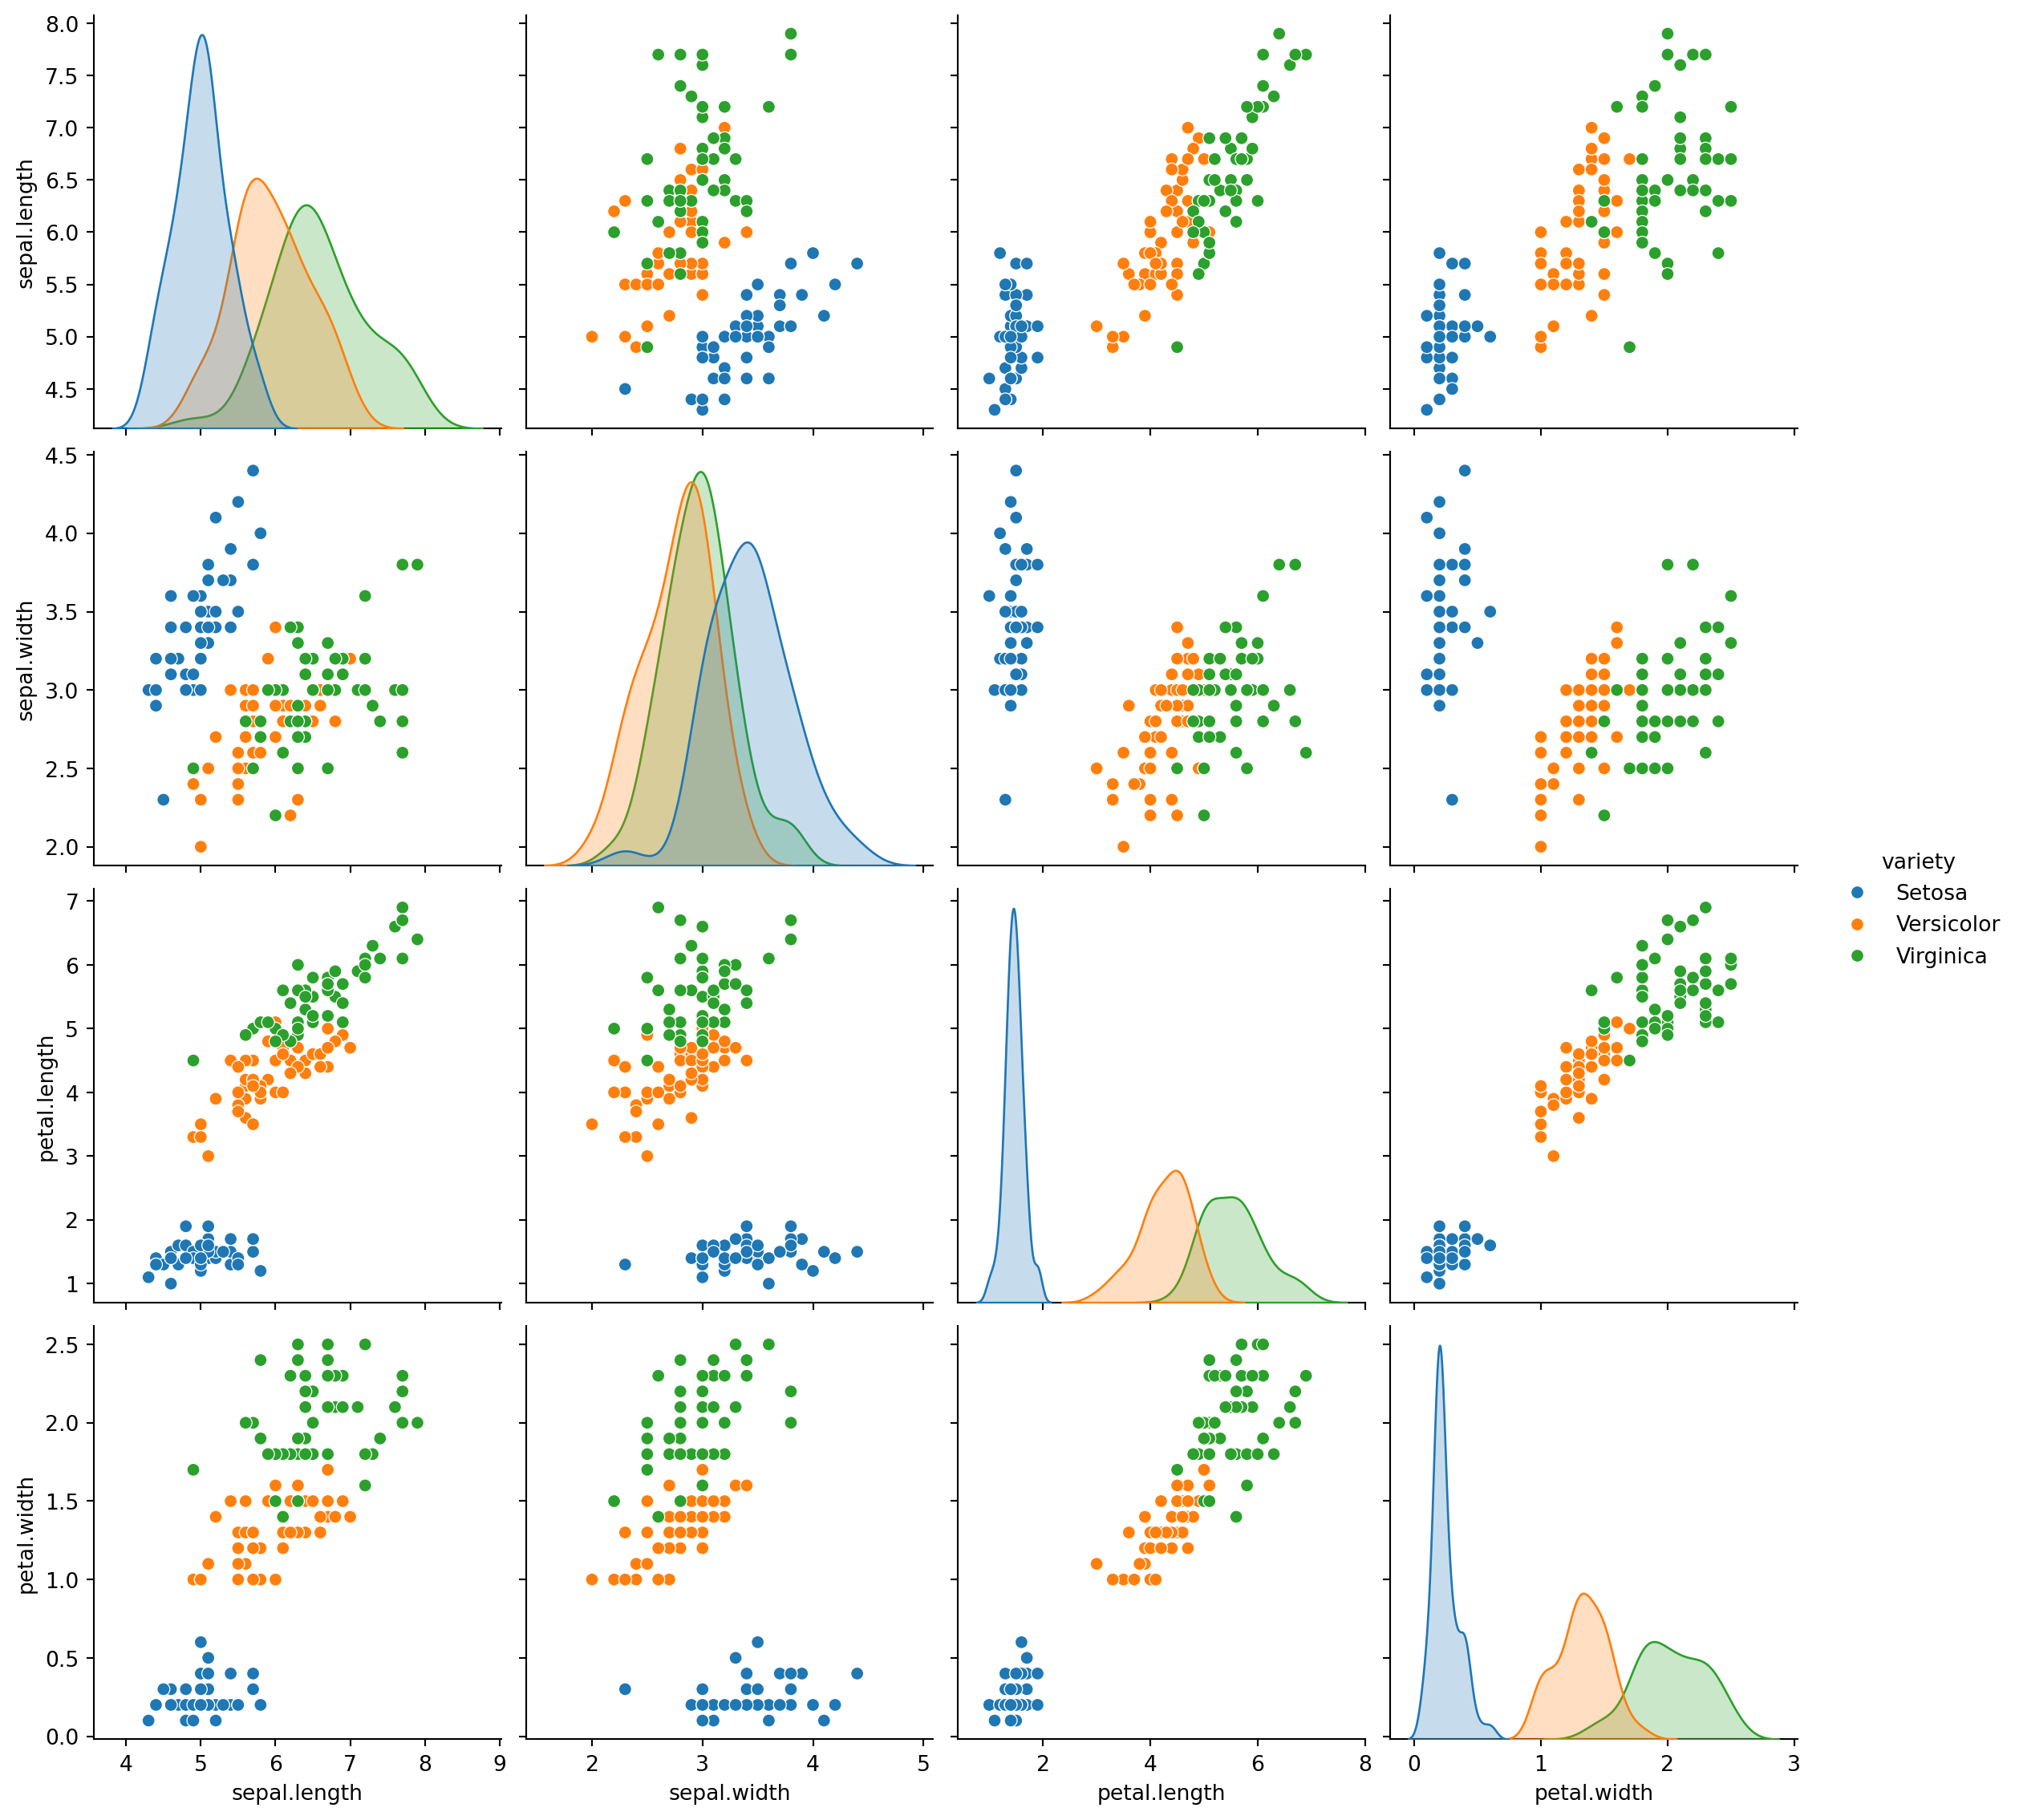 8.0
7.5
7.0
6.5
6.0
5.5
5.0
4.5
sepal.length
4.5
4.0
3.5
3.0
2.5
2.0
sepal.width
7
6
5
4
3
2
1
petal.length
2.5
2.0
1.5
1.0
0.5
0.0
petal.width
4 5 6 7 8 9
sepal.length
2 3 4 5
sepal.width
2 4 6 8
petal.length
0 1 2 3
petal.width
variety
Setosa
Versicolor
Virginica